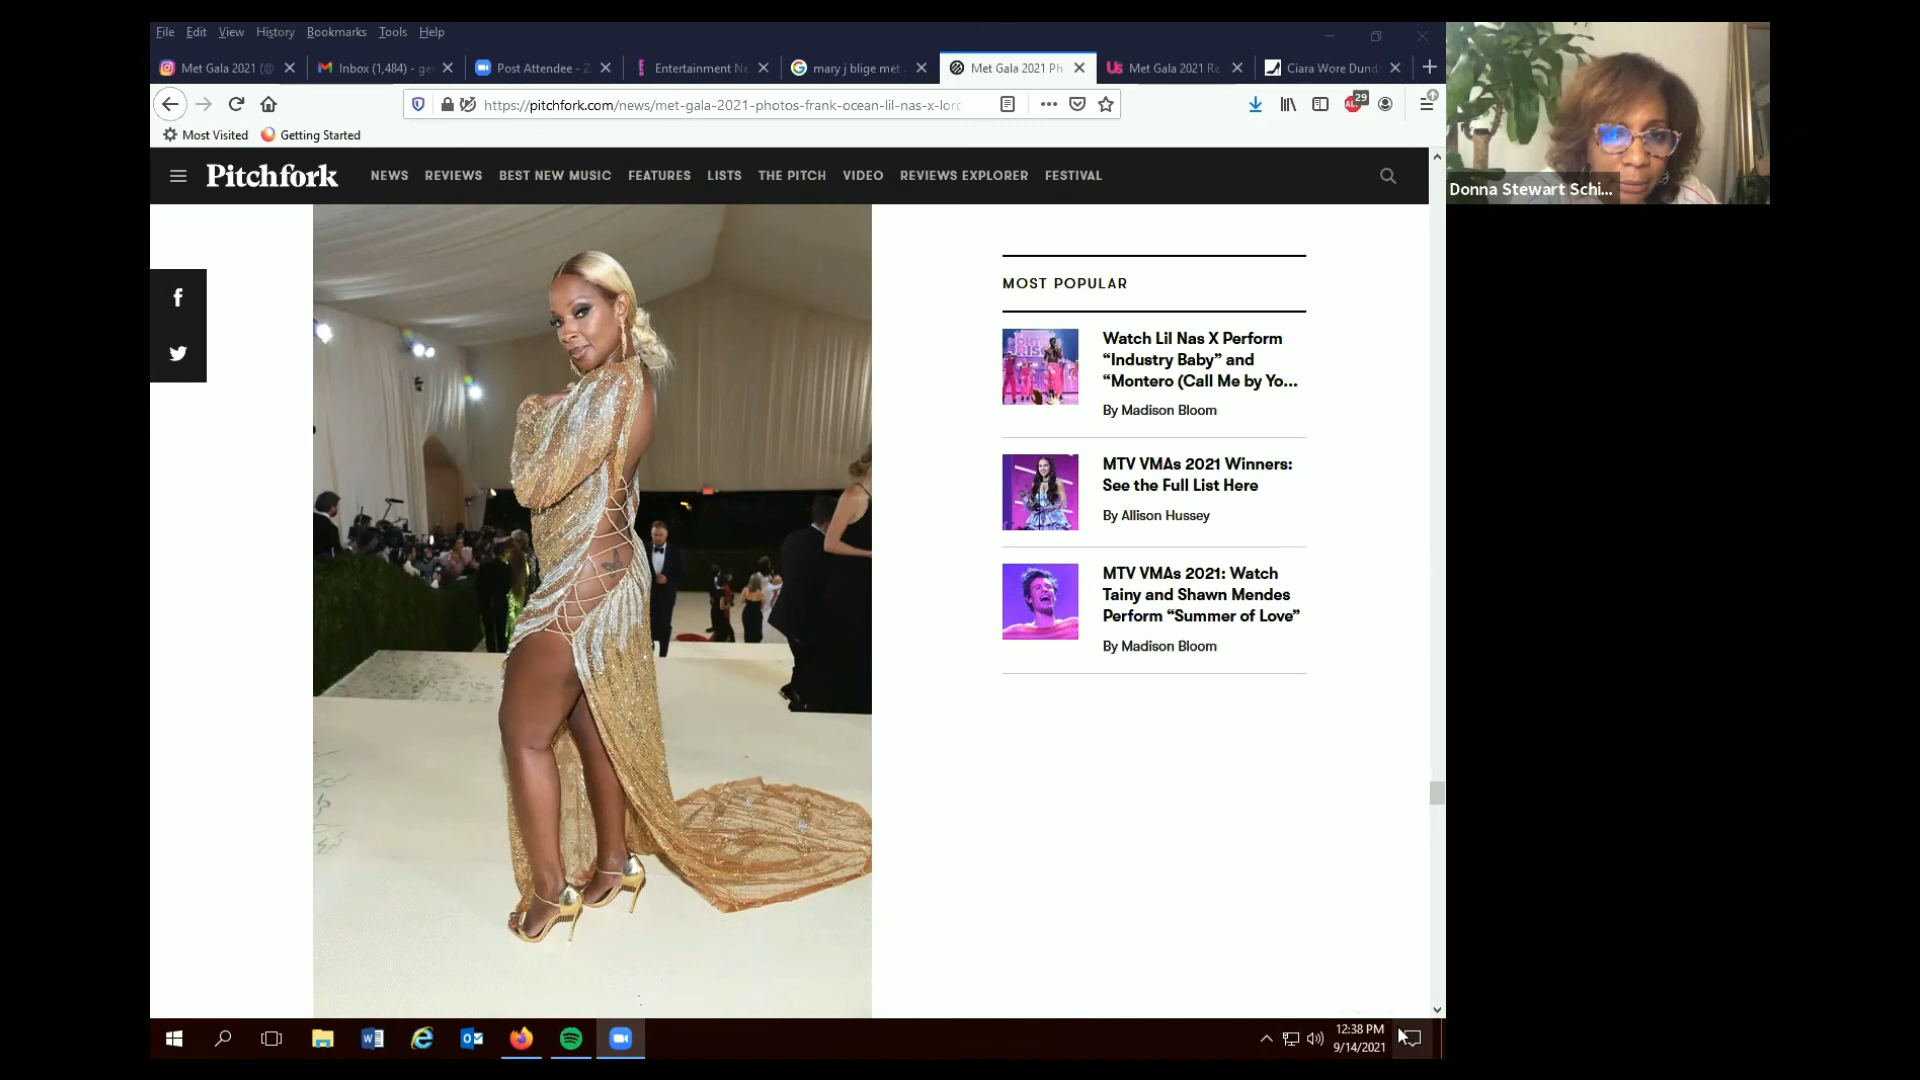 File Edit View History Bookmarks Tools Help
Met Gala 2021 (@ Inbox (1,484) - ge Post Attendee - Z Entertainment Ne mary j blige met Met Gala 2021 Ph Met Gala 2021 Re Ciara Wore Dund
https://pitchfork.com/news/met-gala-2021-photos-frank-ocean-lil-nas-x-lord 29
Most Visited Getting Started
Pitchfork NEWS REVIEWS BEST NEW MUSIC FEATURES LISTS THE PITCH VIDEO REVIEWS EXPLORER FESTIVAL
Donna Stewart Schi...
MOST POPULAR
Watch Lil Nas X Perform
“Industry Baby” and
“Montero (Call Me by Yo...
By Madison Bloom
MTV VMAs 2021 Winners:
See the Full List Here
By Allison Hussey
MTV VMAs 2021: Watch
Tainy and Shawn Mendes
Perform “Summer of Love”
By Madison Bloom
12:38 PM
9/14/2021